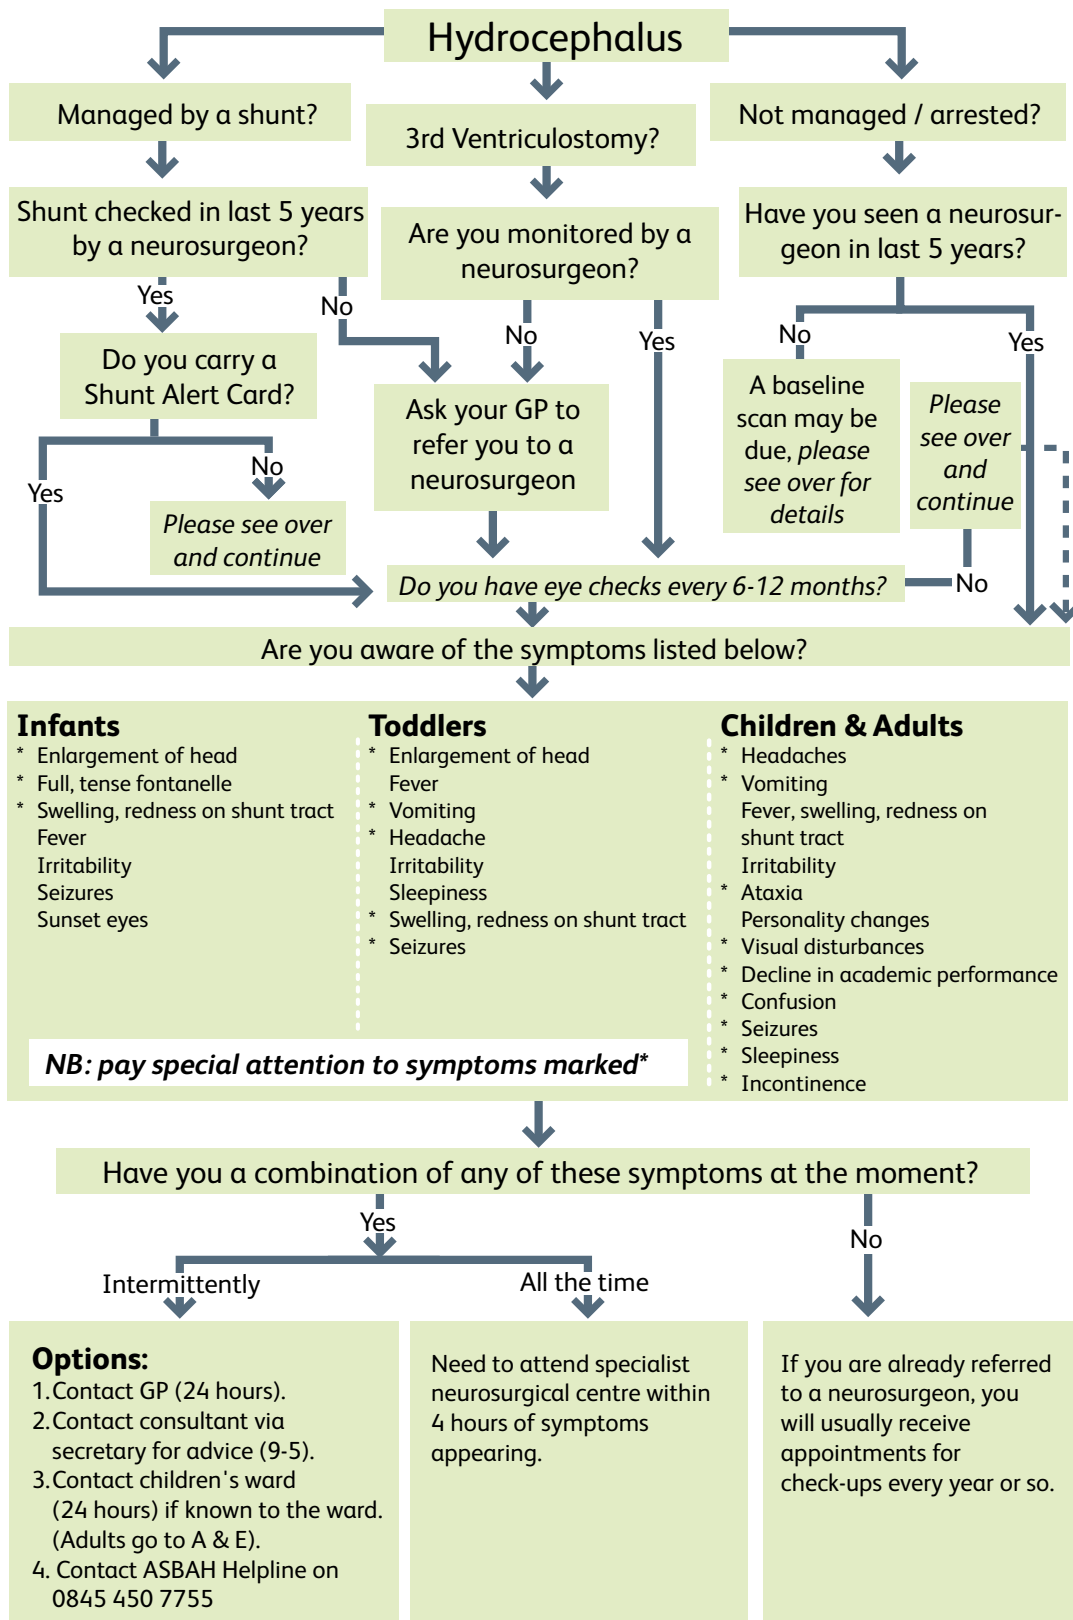 Hydrocephalus
Managed by a shunt?
3rd Ventriculostomy?
Not managed / arrested?
Shunt checked in last 5 years
by a neurosurgeon?
Are you monitored by a
neurosurgeon?
Have you seen a neurosur-
geon in last 5 years?
Yes
No
No
Yes
No
Yes
Do you carry a
Shunt Alert Card?
Ask your GP to
refer you to a
neurosurgeon
A baseline
scan may be
due, please
see over for
details
Please
see over
and
continue
Yes
No
Please see over
and continue
Do you have eye checks every 6-12 months?
No
Are you aware of the symptoms listed below?
Infants
* Enlargement of head
* Full, tense fontanelle
* Swelling, redness on shunt tract
Fever
Irritability
Seizures
Sunset eyes
Toddlers
* Enlargement of head
Fever
* Vomiting
* Headache
Irritability
Sleepiness
* Swelling, redness on shunt tract
* Seizures
Children & Adults
* Headaches
* Vomiting
Fever, swelling, redness on
shunt tract
Irritability
* Ataxia
Personality changes
* Visual disturbances
* Decline in academic performance
* Confusion
* Seizures
* Sleepiness
* Incontinence
NB: pay special attention to symptoms marked*
Have you a combination of any of these symptoms at the moment?
Yes
No
Intermittently
All the time
Options:
1. Contact GP (24 hours).
2. Contact consultant via
secretary for advice (9-5).
3. Contact children's ward
(24 hours) if known to the ward.
(Adults go to A & E).
4. Contact ASBAH Helpline on
0845 450 7755
Need to attend specialist
neurosurgical centre within
4 hours of symptoms
appearing.
If you are already referred
to a neurosurgeon, you
will usually receive
appointments for
check-ups every year or so.